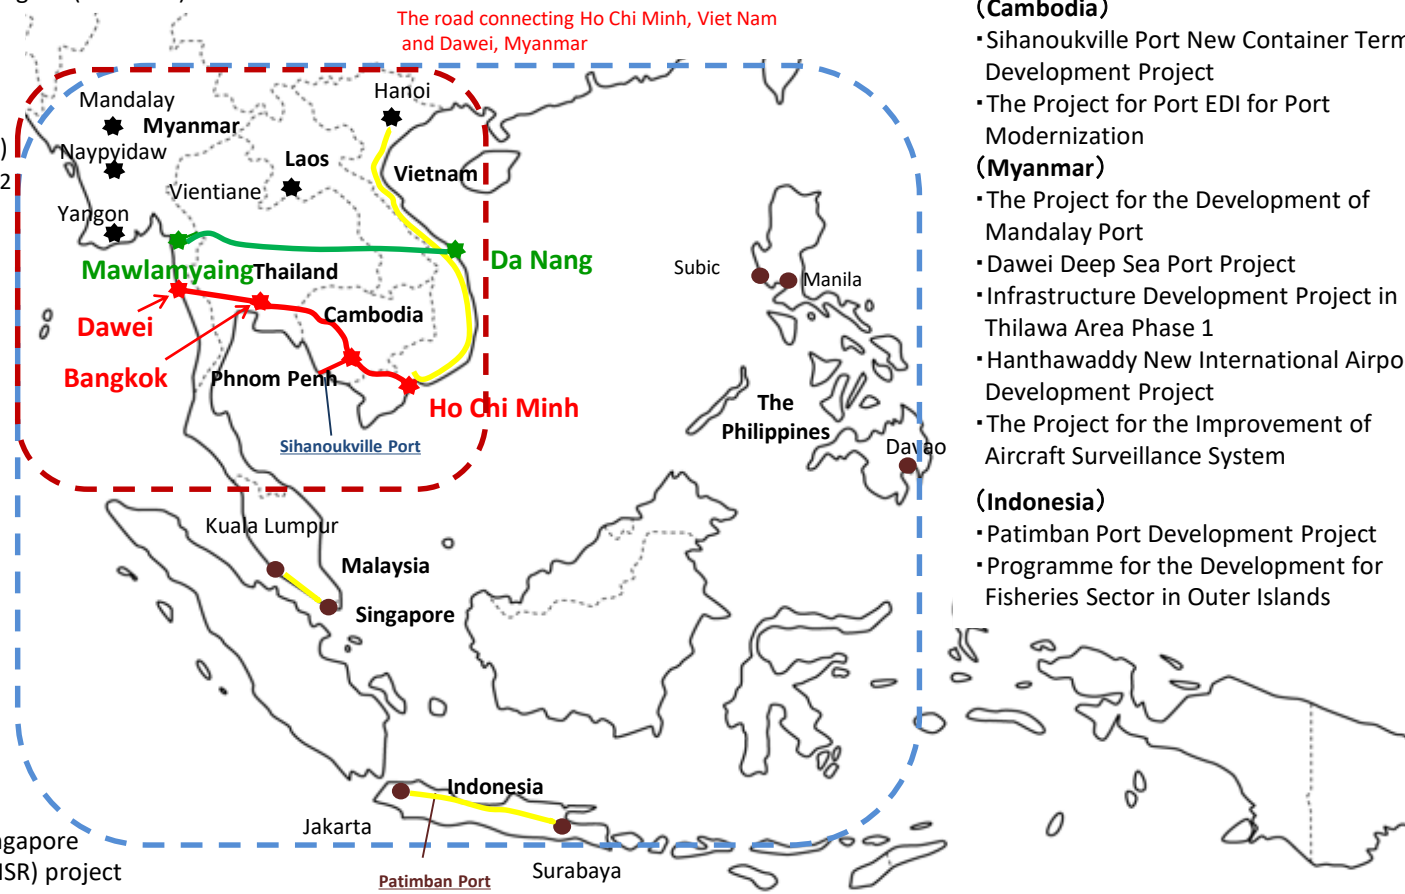 The road connecting Ho Chi Minh, Viet Nam
and Dawei, Myanmar
Hanoi
Mandalay
Myanmar
Naypyidaw
Laos
Vietnam
Vientiane
Yangon
Da Nang
Mawlamyaing
Thailand
Dawei
Cambodia
Bangkok
Phnom Penh
Ho Chi Minh
Sihanoukville Port
Subic
Manila
The
Philippines
Davao
Kuala Lumpur
Malaysia
Singapore
Indonesia
Jakarta
Surabaya
Patimban Port
2
project
(Cambodia)
・Sihanoukville Port New Container
Development Project
・The Project for Port EDI for Port
Modernization
(Myanmar)
・The Project for the Development of
Mandalay Port
・Dawei Deep Sea Port Project
・Infrastructure Development Project in
Thilawa Area Phase 1
・Hanthawaddy New International
Development Project
・The Project for the Improvement of
Aircraft Surveillance System
(Indonesia)
・Patimban Port Development Project
・Programme for the Development for
Fisheries Sector in Outer Islands